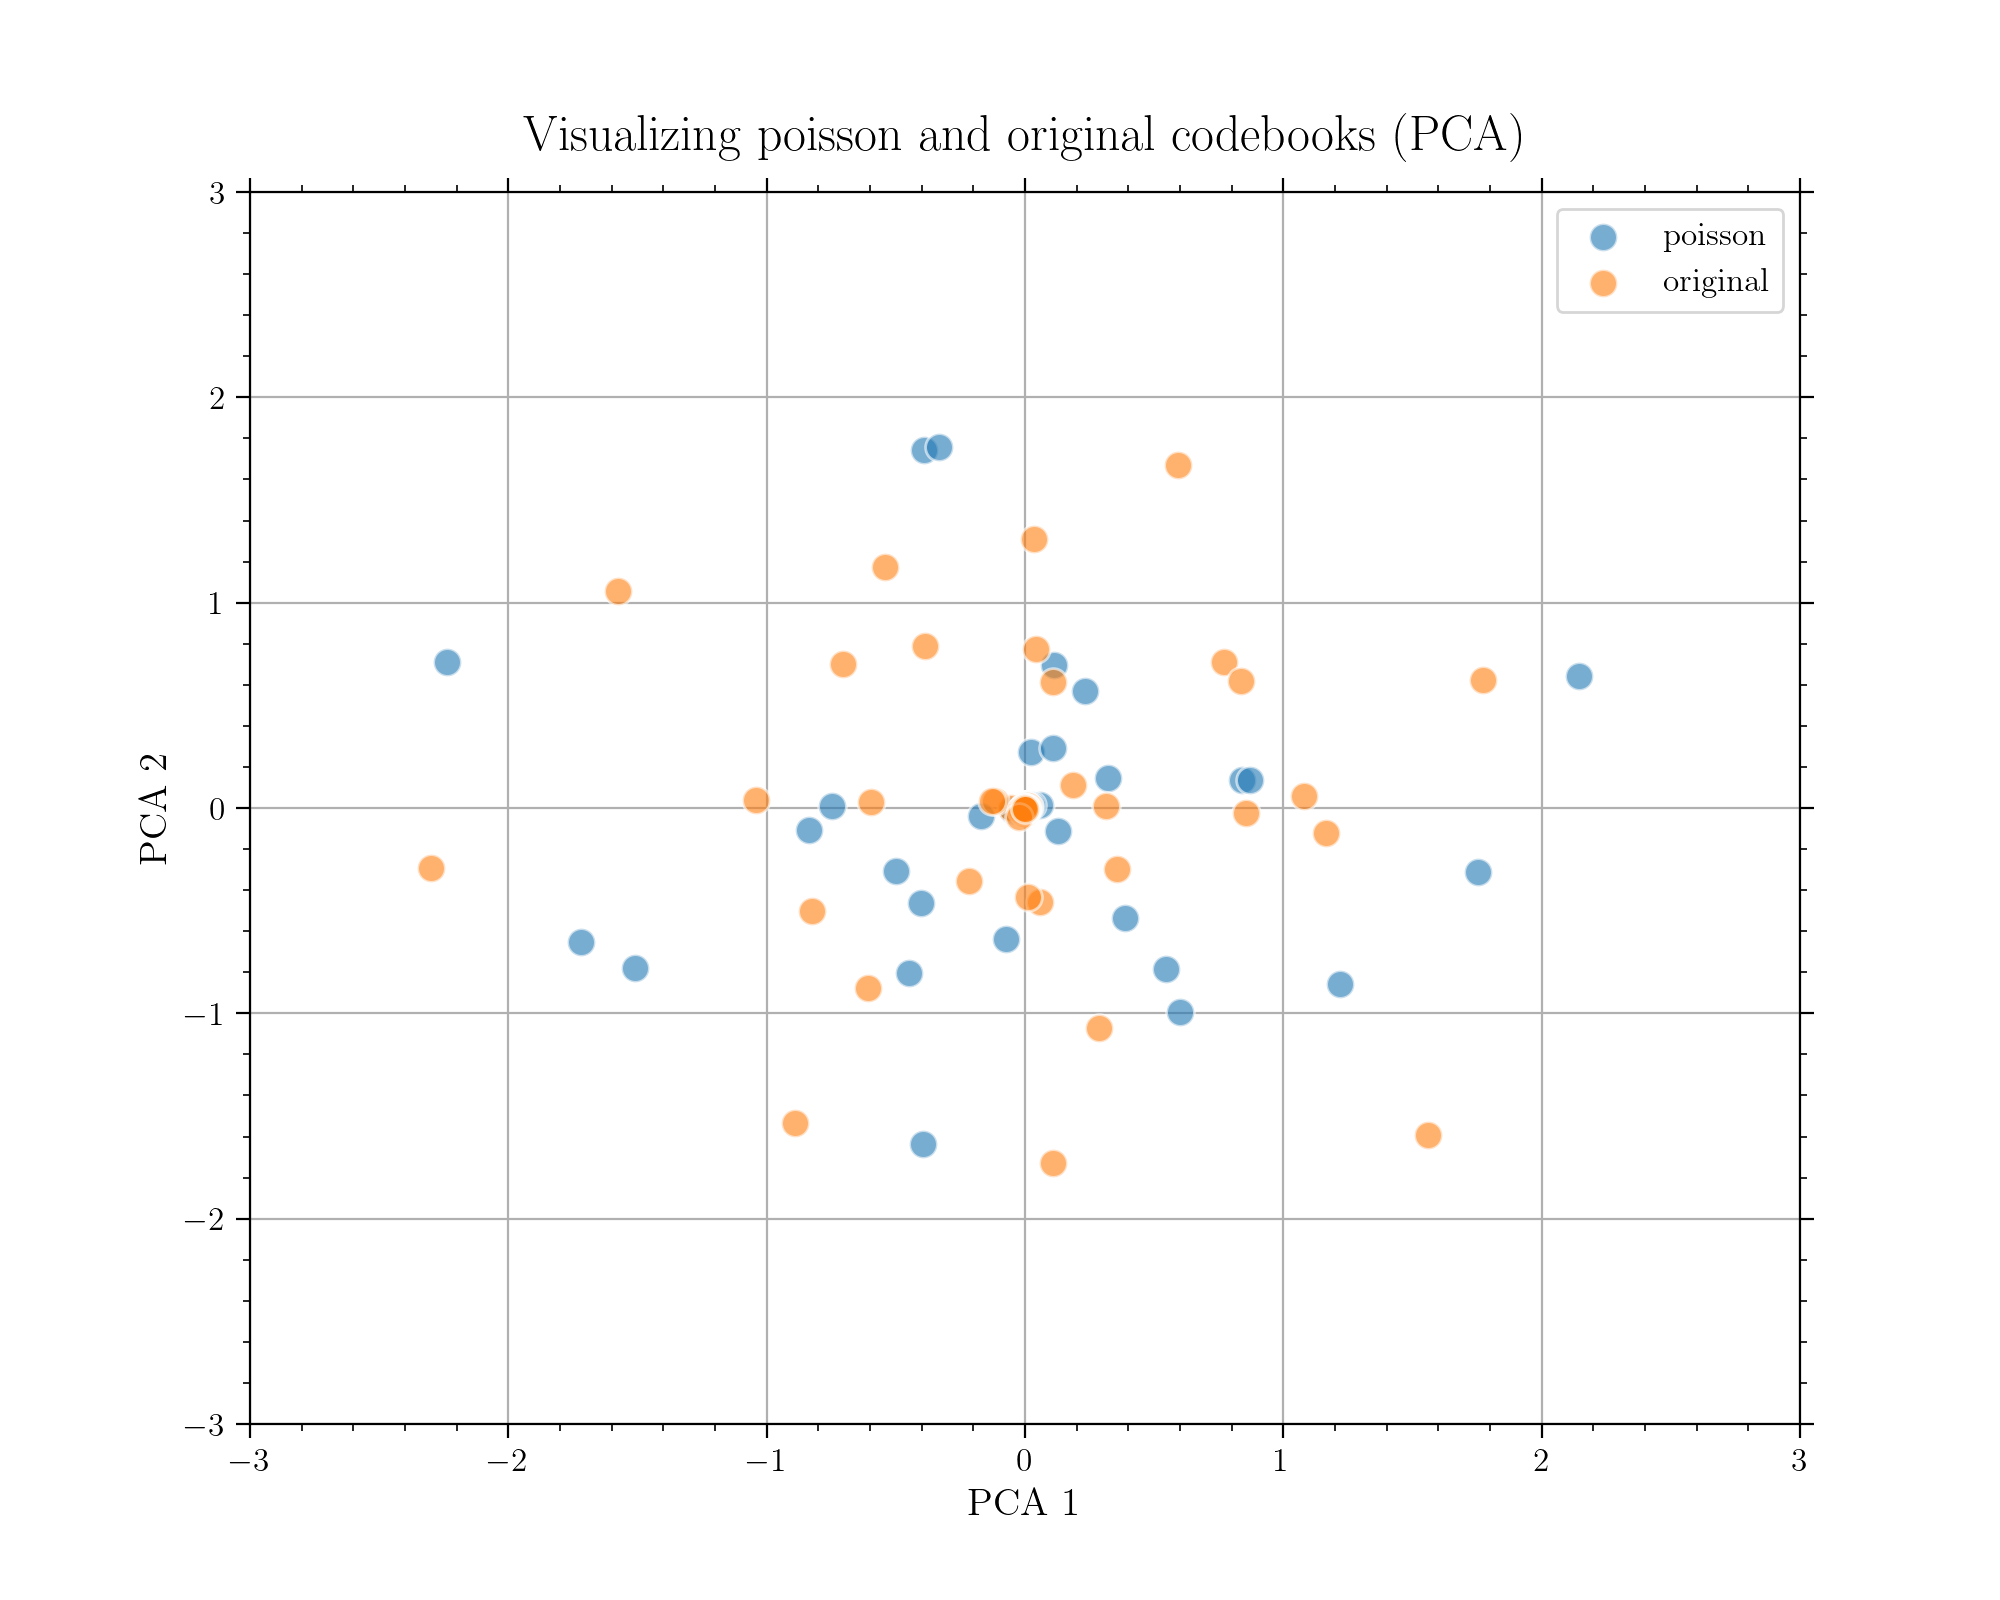 Visualizing poisson and original codebooks (PCA)
poisson
original
3
2
1
0
−1
−2
−3
PCA 2
−3
−2
−1
0
1
2
3
PCA 1